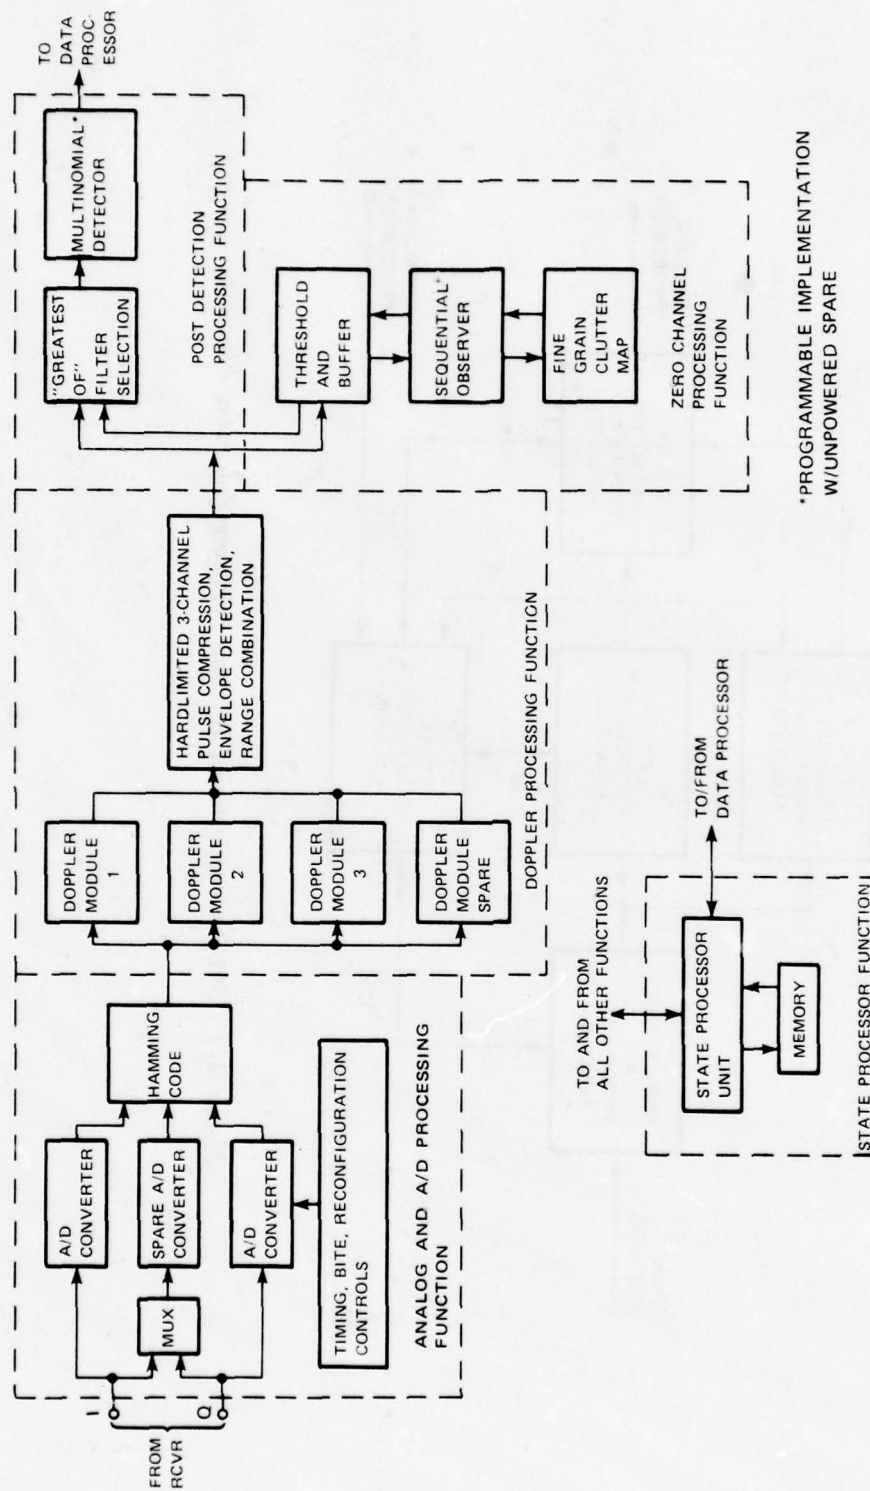 FROM
RCVR
I
Q
MUX
A/D
CONVERTER
SPARE A/D
CONVERTER
A/D
CONVERTER
HAMMING
CODE
TIMING, BITE, RECONFIGURATION
CONTROLS
ANALOG AND A/D PROCESSING
FUNCTION
DOPPLER
MODULE
1
DOPPLER
MODULE
2
DOPPLER
MODULE
3
DOPPLER
MODULE
SPARE
HARDLIMITED 3-CHANNEL
PULSE COMPRESSION,
ENVELOPE DETECTION,
RANGE COMBINATION
DOPPLER PROCESSING FUNCTION
"GREATEST
OF"
FILTER
SELECTION
MULTINOMIAL*
DETECTOR
TO
DATA
PROC-
ESSOR
POST DETECTION
PROCESSING FUNCTION
THRESHOLD
AND
BUFFER
SEQUENTIAL*
OBSERVER
FINE
GRAIN
CLUTTER
MAP
ZERO CHANNEL
PROCESSING
FUNCTION
TO AND FROM
ALL OTHER FUNCTIONS
STATE PROCESSOR
UNIT
MEMORY
TO/FROM
DATA PROCESSOR
STATE PROCESSOR FUNCTION
*PROGRAMMABLE IMPLEMENTATION
W/UNPOWERED SPARE